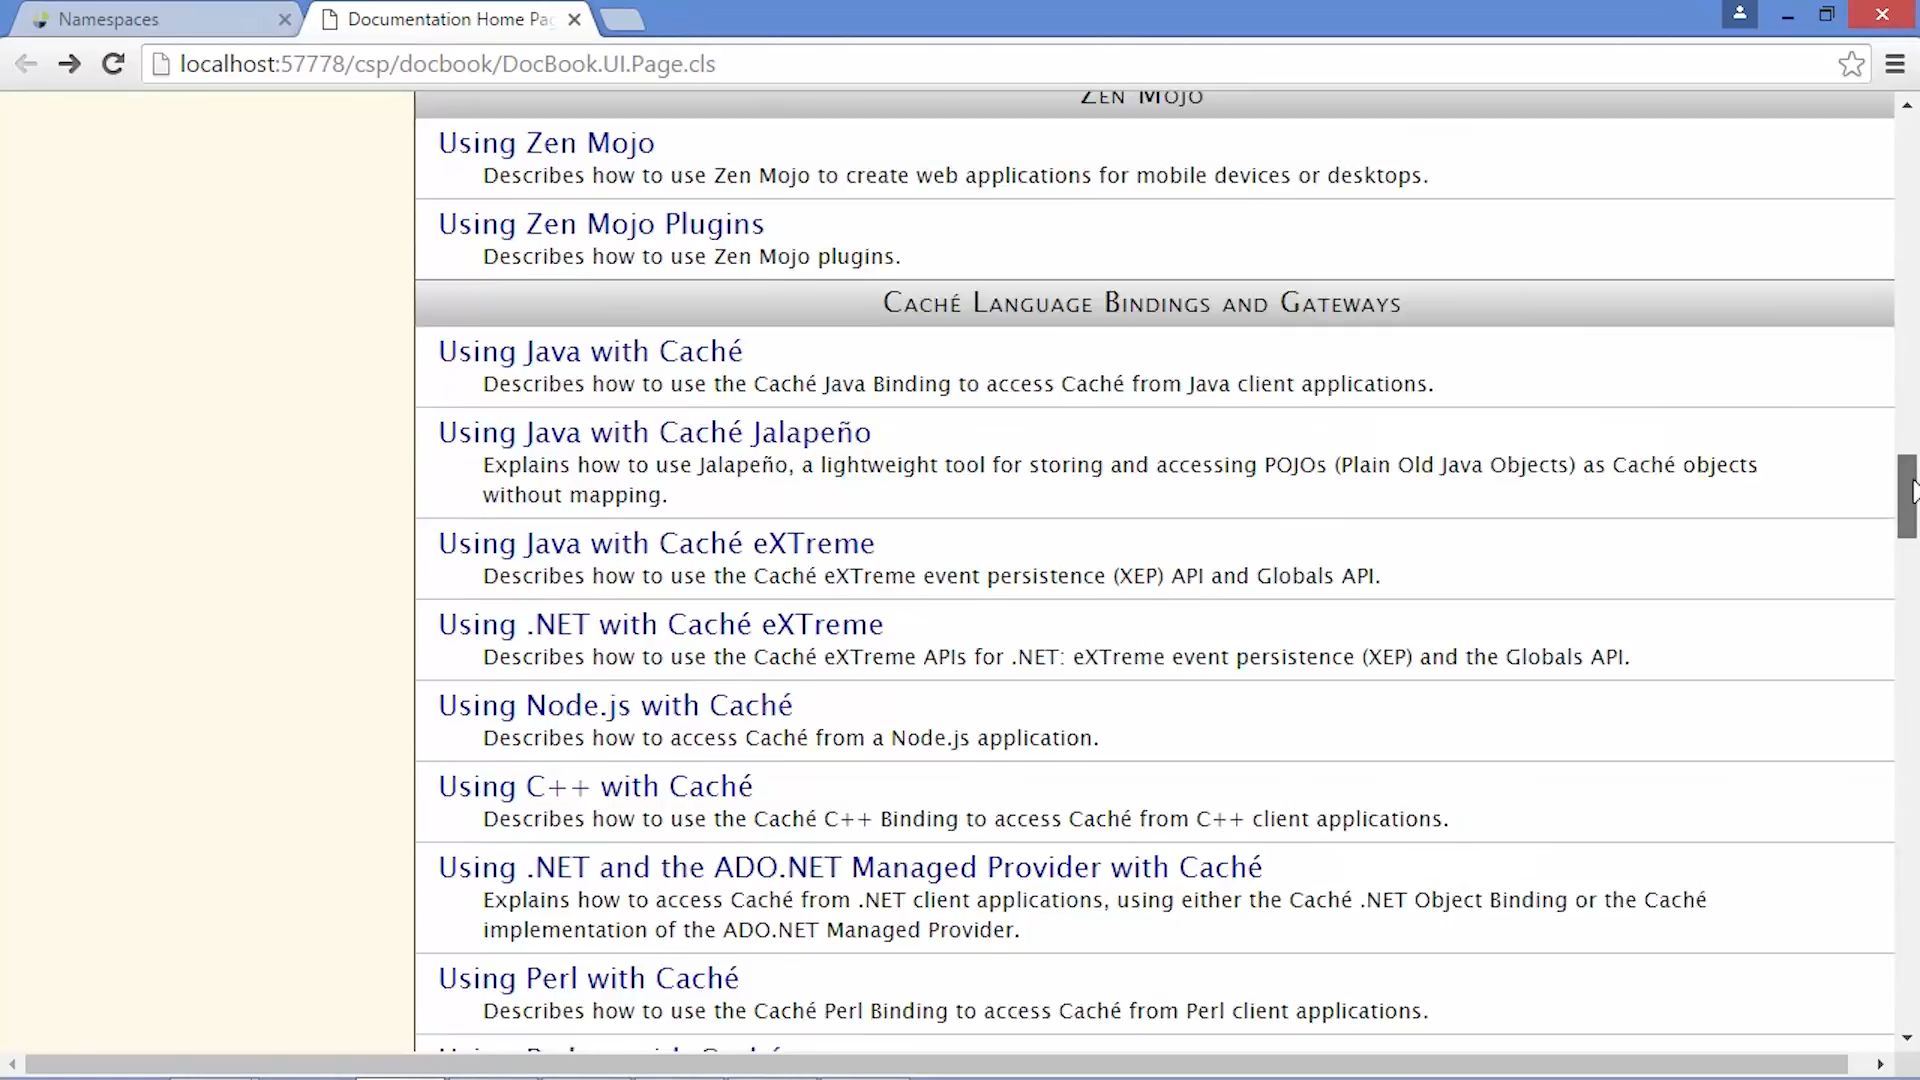 Namespaces
Documentation Home Pa
localhost:57778/csp/docbook/DocBook.UI.Page.cls
Zen Mojo
Using Zen Mojo
Describes how to use Zen Mojo to create web applications for mobile devices or desktops.
Using Zen Mojo Plugins
Describes how to use Zen Mojo plugins.
Caché Language Bindings and Gateways
Using Java with Caché
Describes how to use the Caché Java Binding to access Caché from Java client applications.
Using Java with Caché Jalapeño
Explains how to use Jalapeño, a lightweight tool for storing and accessing POJOs (Plain Old Java Objects) as Caché objects
without mapping.
Using Java with Caché eXTreme
Describes how to use the Caché eXTreme event persistence (XEP) API and Globals API.
Using .NET with Caché eXTreme
Describes how to use the Caché eXTreme APIs for .NET: eXTreme event persistence (XEP) and the Globals API.
Using Node.js with Caché
Describes how to access Caché from a Node.js application.
Using C++ with Caché
Describes how to use the Caché C++ Binding to access Caché from C++ client applications.
Using .NET and the ADO.NET Managed Provider with Caché
Explains how to access Caché from .NET client applications, using either the Caché .NET Object Binding or the Caché
implementation of the ADO.NET Managed Provider.
Using Perl with Caché
Describes how to use the Caché Perl Binding to access Caché from Perl client applications.